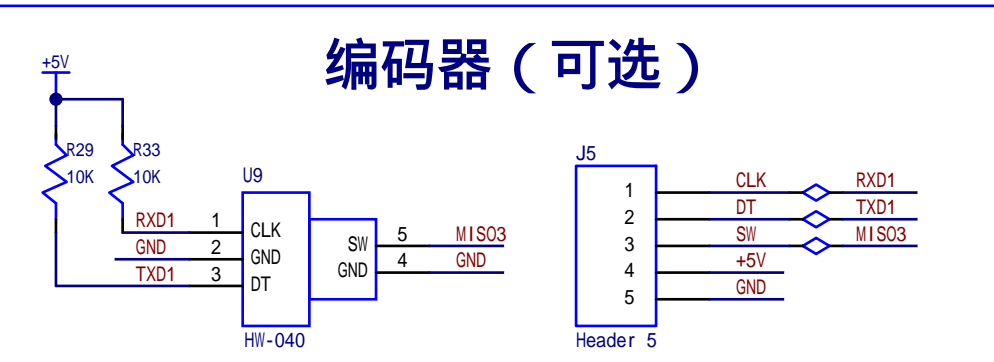 编码器（可选）
+5V
R29
10K
R33
10K
U9
RXD1 1 CLK
GND 2 GND
TXD1 3 DT
SW 5 MISO3
GND 4 GND
HW-040
J5
1 CLK RXD1
2 DT TXD1
3 SW MISO3
4 +5V
5 GND
Header 5